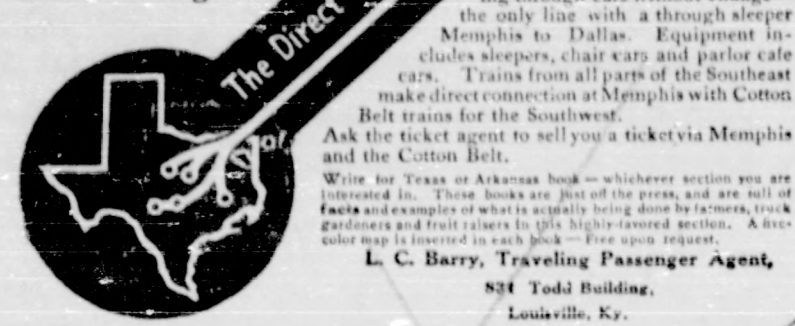 The Direct
the only line with a through sleeper
Memphis to Dallas. Equipment in-
cludes sleepers, chair cars and parlor cafe
cars. Trains from all parts of the Southeast
make direct connection at Memphis with Cotton
Belt trains for the Southwest.
Ask the ticket agent to sell you a ticket via Memphis
and the Cotton Belt.
Write for Texas or Arkansas book — whichever section you are
interested in. These books are just off the press, and are full of
facts and examples of what is actually being done by farmers, truck
gardeners and fruit raisers in this highly-favored section. A five-
color map is inserted in each book — Free upon request.
L. C. Barry, Traveling Passenger Agent,
83t Todd Building,
Louisville, Ky.